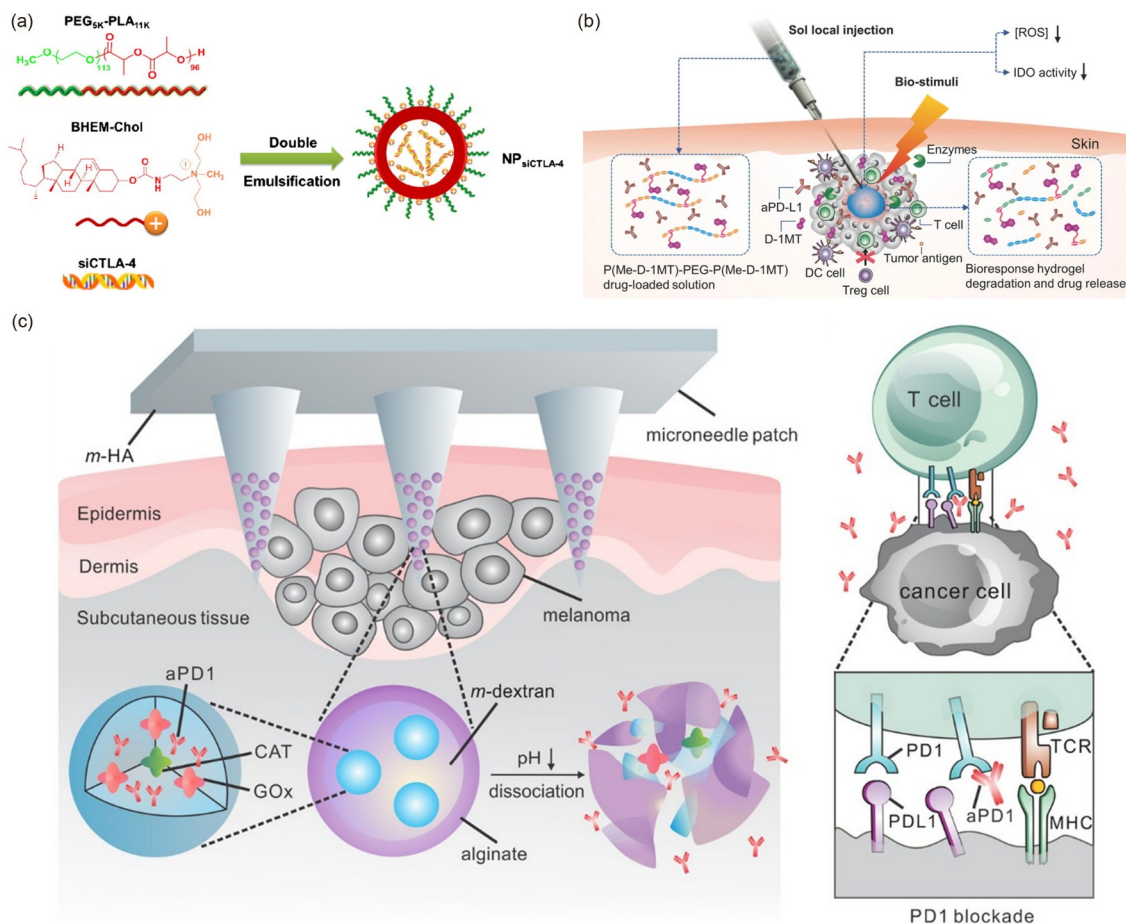 (a)
PEG5K-PLA11K
H3C
O
O
113
O
O
O
O
H
96
BHEM-Chol
H
H
H
O
O
N
H
N
CH3
OH
OH
+
siCTLA-4
Double
Emulsification
NPsiCTLA-4
(b)
Sol local injection
[ROS]
IDO activity
Bio-stimuli
Skin
Enzymes
aPD-L1
D-1MT
T cell
Tumor antigen
DC cell
Treg cell
P(Me-D-1MT)-PEG-P(Me-D-1MT)
drug-loaded solution
Bioresponse hydrogel
degradation and drug release
(c)
m-HA
microneedle patch
Epidermis
Dermis
Subcutaneous tissue
melanoma
aPD1
CAT
GOx
m-dextran
alginate
pH ↓
dissociation
T cell
cancer cell
PD1
TCR
aPD1
PDL1
MHC
PD1 blockade